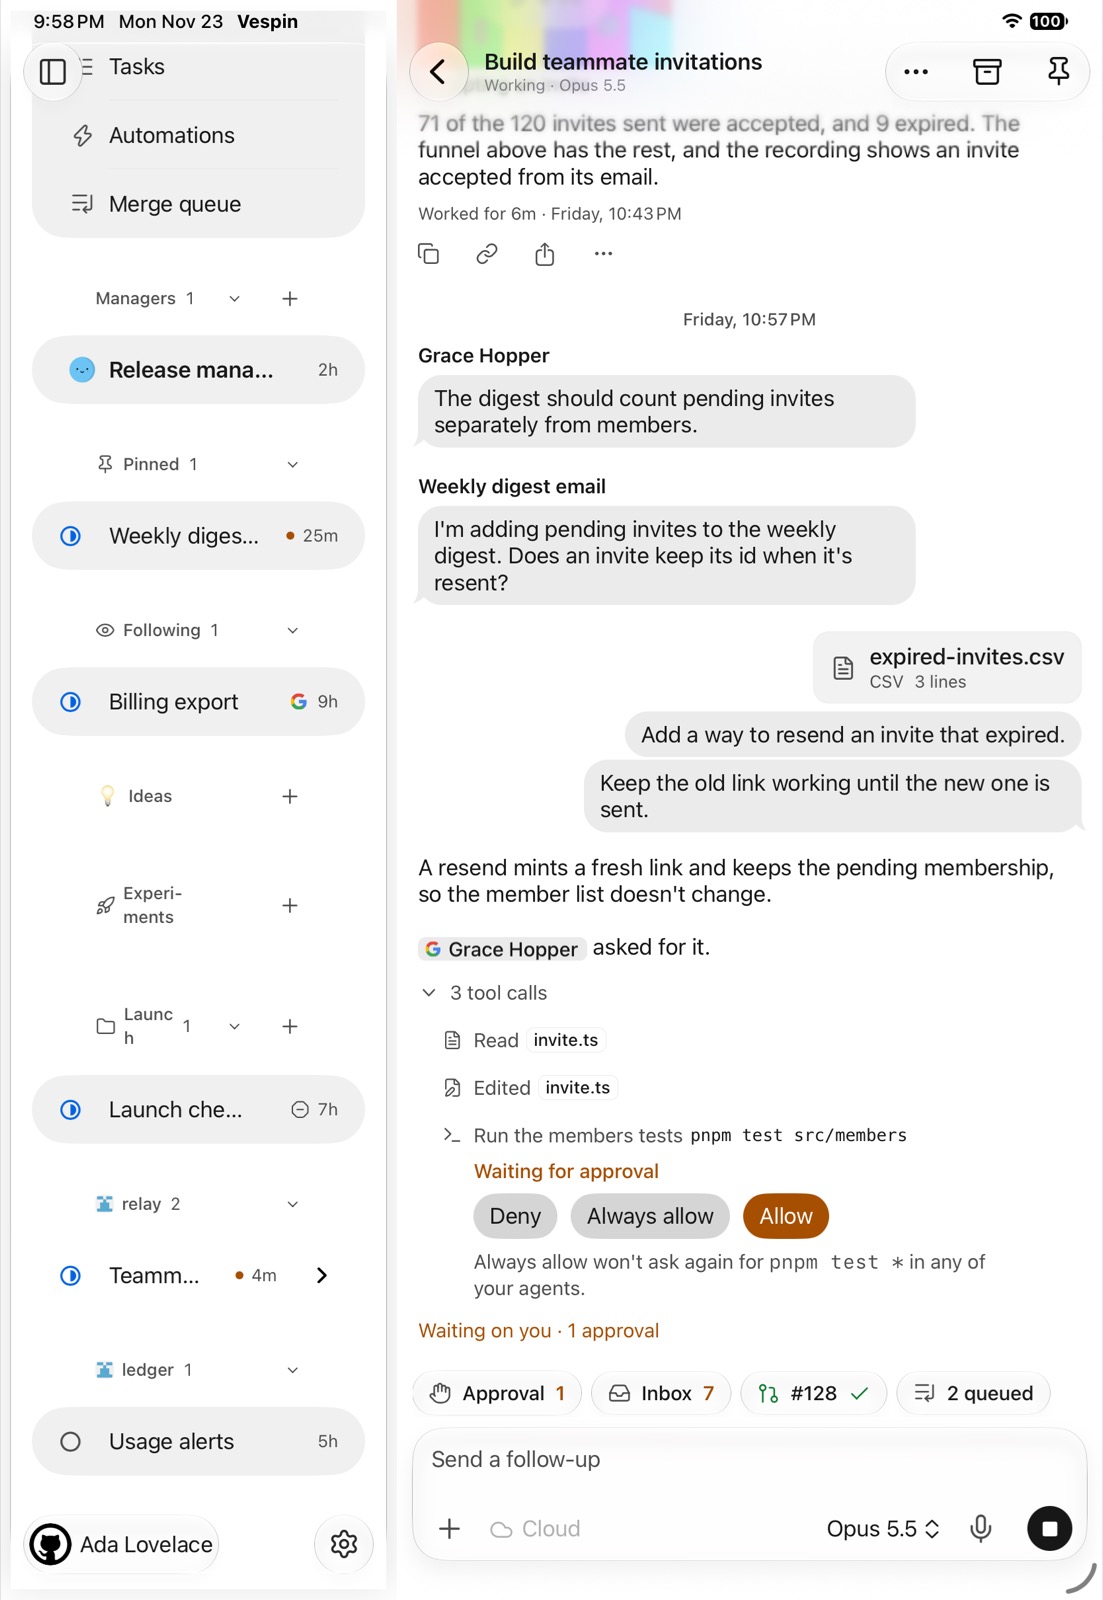 9:58 PM Mon Nov 23 Vespin
100
Tasks
Automations
Merge queue
Managers 1
Release mana...
2h
Pinned 1
Weekly diges...
25m
Following 1
Billing export
9h
Ideas
Experi-
ments
Launc
h
1
Launch che...
7h
relay 2
Teamm...
4m
ledger 1
Usage alerts
5h
Ada Lovelace
Build teammate invitations
Working · Opus 5.5
71 of the 120 invites sent were accepted, and 9 expired. The
funnel above has the rest, and the recording shows an invite
accepted from its email.
Worked for 6m · Friday, 10:43 PM
Friday, 10:57 PM
Grace Hopper
The digest should count pending invites
separately from members.
Weekly digest email
I'm adding pending invites to the weekly
digest. Does an invite keep its id when it's
resent?
expired-invites.csv
CSV 3 lines
Add a way to resend an invite that expired.
Keep the old link working until the new one is
sent.
A resend mints a fresh link and keeps the pending membership,
so the member list doesn't change.
Grace Hopper asked for it.
3 tool calls
Read invite.ts
Edited invite.ts
Run the members tests pnpm test src/members
Waiting for approval
Deny
Always allow
Allow
Always allow won't ask again for pnpm test * in any of
your agents.
Waiting on you · 1 approval
Approval 1
Inbox 7
#128
2 queued
Send a follow-up
Cloud
Opus 5.5